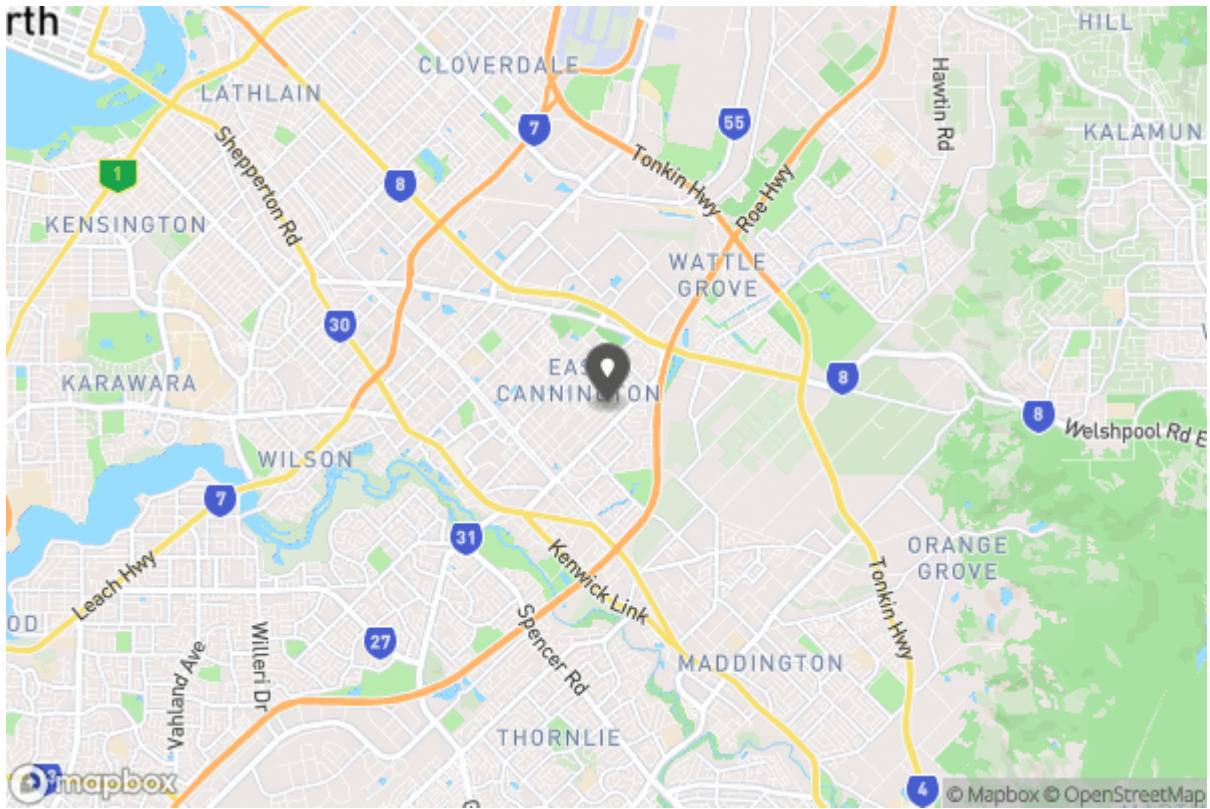 rth
HILL
CLOVERDALE
LATHLAIN
Hawtin Rd
7
55
KALAMUN
Shepperton Rd
Tonkin Hwy
1
8
Roe Hwy
KENSINGTON
WATTLE
GROVE
30
EAS
CANNINGTON
KARAWARA
8
8
Welshpool Rd E
WILSON
7
31
ORANGE
GROVE
Kenwick Link
Leach Hwy
Tonkin Hwy
OD
27
Spencer Rd
Willeri Dr
Vahland Ave
MADDINGTON
THORNLIE
3
mapbox
4
© Mapbox © OpenStreetMap